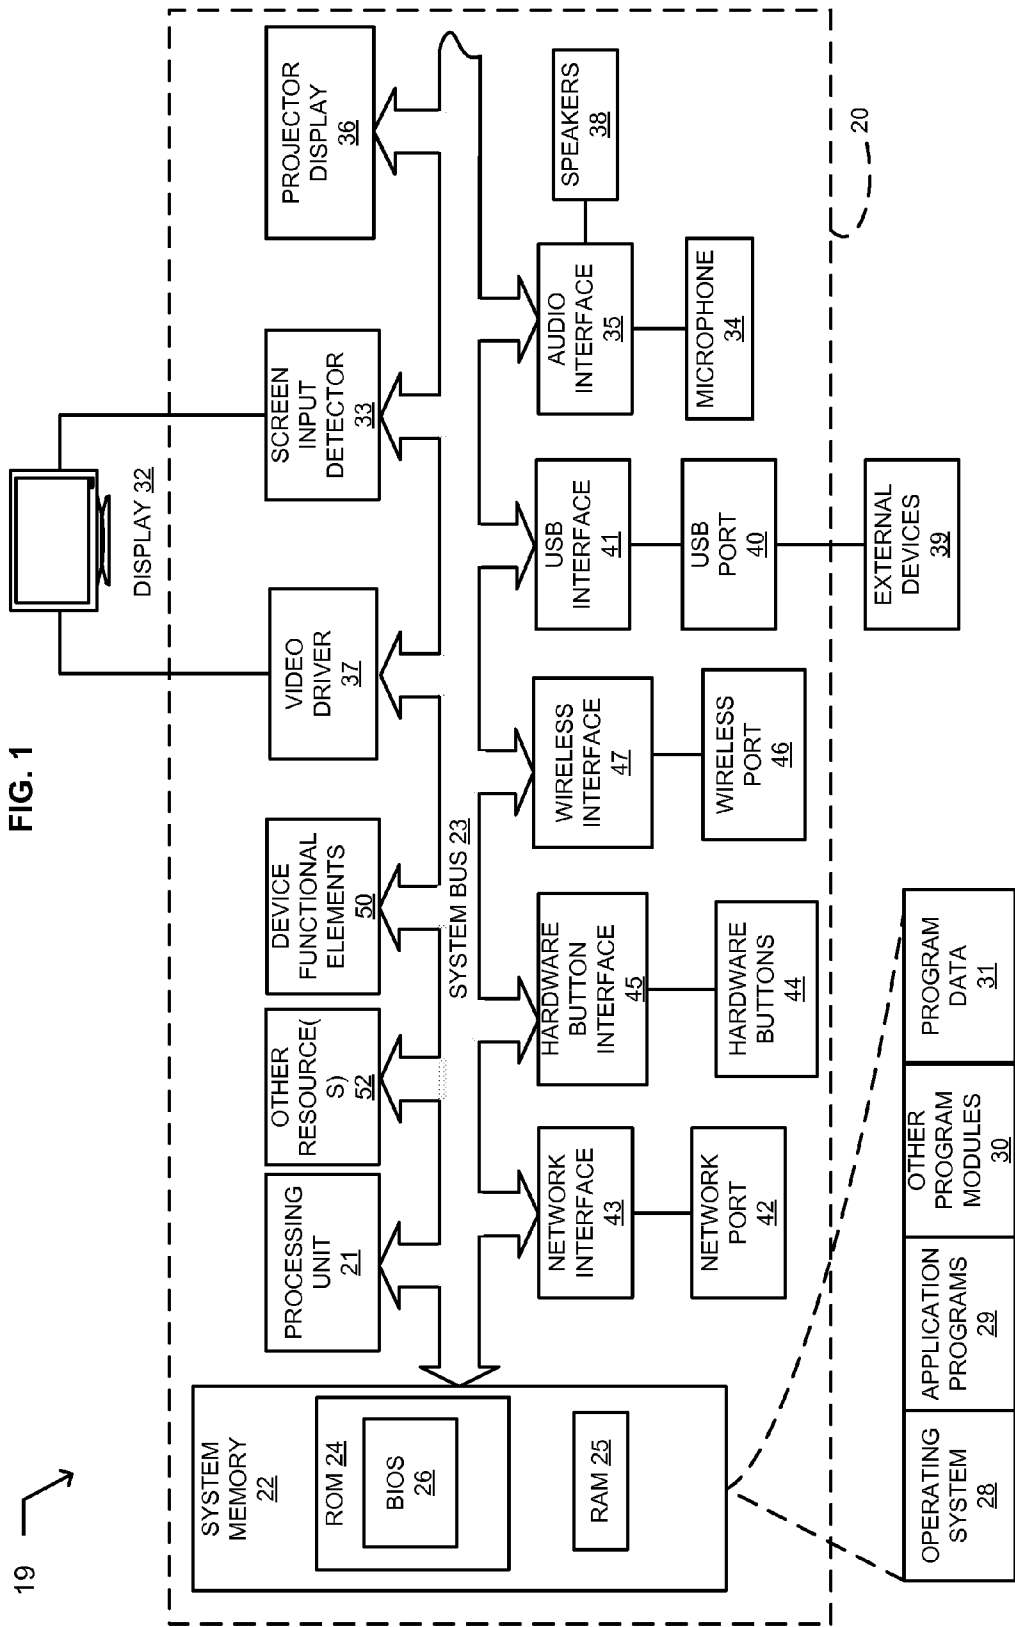 19
SYSTEM
MEMORY
22
ROM 24
BIOS
26
RAM 25
PROCESSING
UNIT
21
OTHER
RESOURCE(
S)
52
DEVICE
FUNCTIONAL
ELEMENTS
50
VIDEO
DRIVER
37
SCREEN
INPUT
DETECTOR
33
PROJECTOR
DISPLAY
36
DISPLAY 32
SYSTEM BUS 23
NETWORK
INTERFACE
43
HARDWARE
BUTTON
INTERFACE
45
WIRELESS
INTERFACE
47
USB
INTERFACE
41
AUDIO
INTERFACE
35
SPEAKERS
38
NETWORK
PORT
42
HARDWARE
BUTTONS
44
WIRELESS
PORT
46
USB
PORT
40
MICROPHONE
34
20
OPERATING
SYSTEM
28
APPLICATION
PROGRAMS
29
OTHER
PROGRAM
MODULES
30
PROGRAM
DATA
31
EXTERNAL
DEVICES
39
FIG. 1